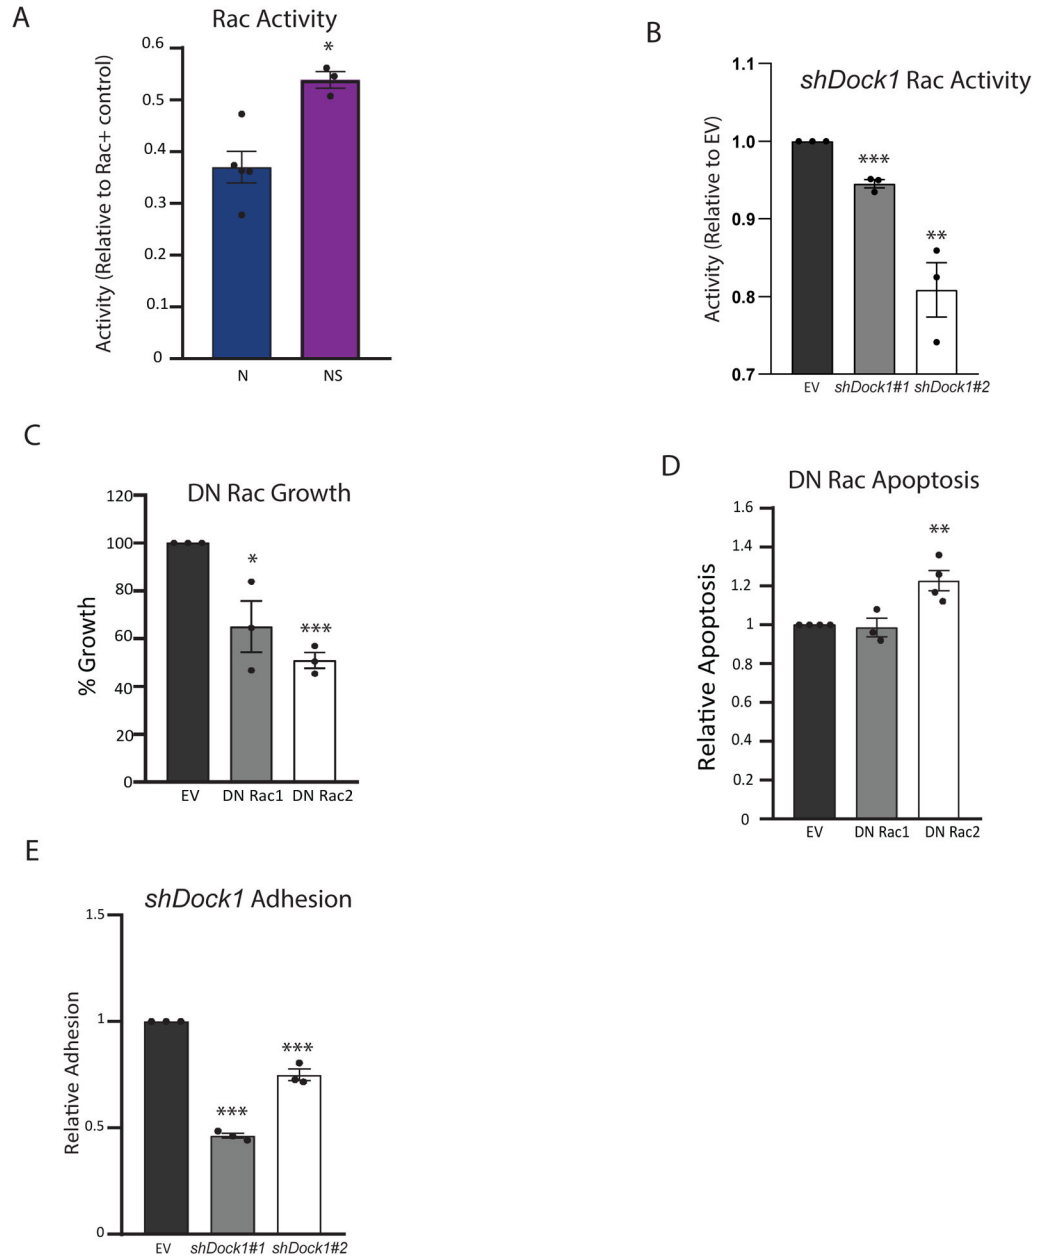 A
Rac Activity
Activity (Relative to Rac+ control)
0.6
0.5
0.4
0.3
0.2
0.1
0
*
N
NS
B
shDock1 Rac Activity
Activity (Relative to EV)
1.1
1.0
0.9
0.8
0.7
***
**
EV
shDock1#1
shDock1#2
C
DN Rac Growth
% Growth
120
100
80
60
40
20
0
*
***
EV
DN Rac1
DN Rac2
D
DN Rac Apoptosis
Relative Apoptosis
1.6
1.4
1.2
1
0.8
0.6
0.4
0.2
0
**
EV
DN Rac1
DN Rac2
E
shDock1 Adhesion
Relative Adhesion
1.5
1
0.5
0
***
***
EV
shDock1#1
shDock1#2